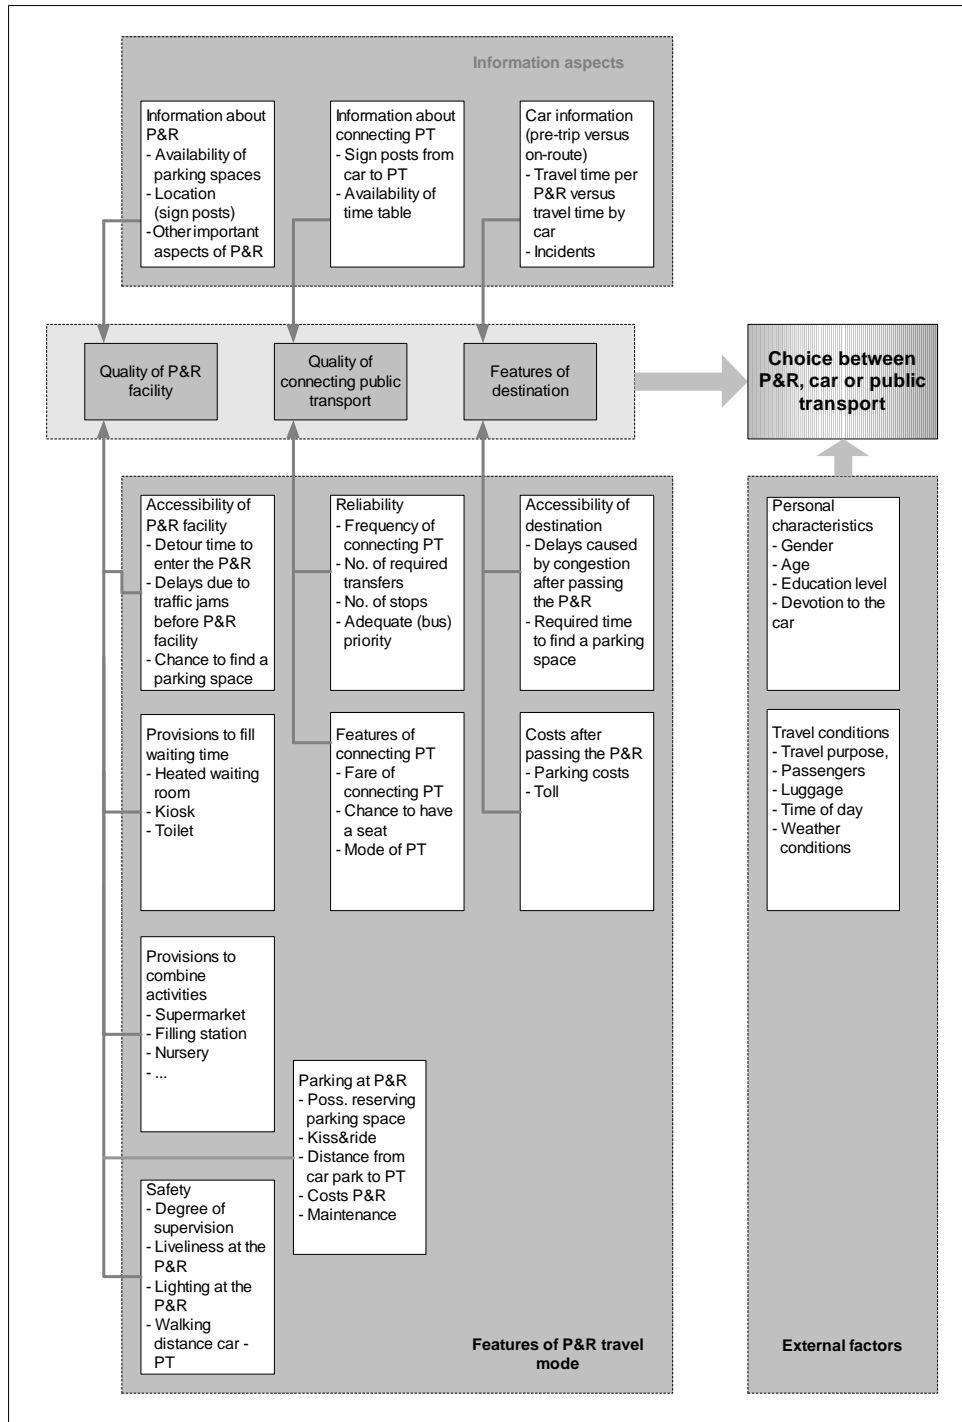 Information aspects
Information about
P&R
- Availability of
parking spaces
- Location
(sign posts)
- Other important
aspects of P&R
Information about
connecting PT
- Sign posts from
car to PT
- Availability of
time table
Car information
(pre-trip versus
on-route)
- Travel time per
P&R versus
travel time by
car
- Incidents
Quality of P&R
facility
Quality of
connecting public
transport
Features of
destination
Choice between
P&R, car or public
transport
Accessibility of
P&R facility
- Detour time to
enter the P&R
- Delays due to
traffic jams
before P&R
facility
- Chance to find a
parking space
Reliability
- Frequency of
connecting PT
- No. of required
transfers
- No. of stops
- Adequate (bus)
priority
Accessibility of
destination
- Delays caused
by congestion
after passing
the P&R
- Required time
to find a parking
space
Personal
characteristics
- Gender
- Age
- Education level
- Devotion to the
car
Provisions to fill
waiting time
- Heated waiting
room
- Kiosk
- Toilet
Features of
connecting PT
- Fare of
connecting PT
- Chance to have
a seat
- Mode of PT
Costs after
passing the P&R
- Parking costs
- Toll
Travel conditions
- Travel purpose,
- Passengers
- Luggage
- Time of day
- Weather
conditions
Provisions to
combine
activities
- Supermarket
- Filling station
- Nursery
- ...
Parking at P&R
- Poss. reserving
parking space
- Kiss&ride
- Distance from
car park to PT
- Costs P&R
- Maintenance
Safety
- Degree of
supervision
- Liveliness at the
P&R
- Lighting at the
P&R
- Walking
distance car -
PT
Features of P&R travel
mode
External factors